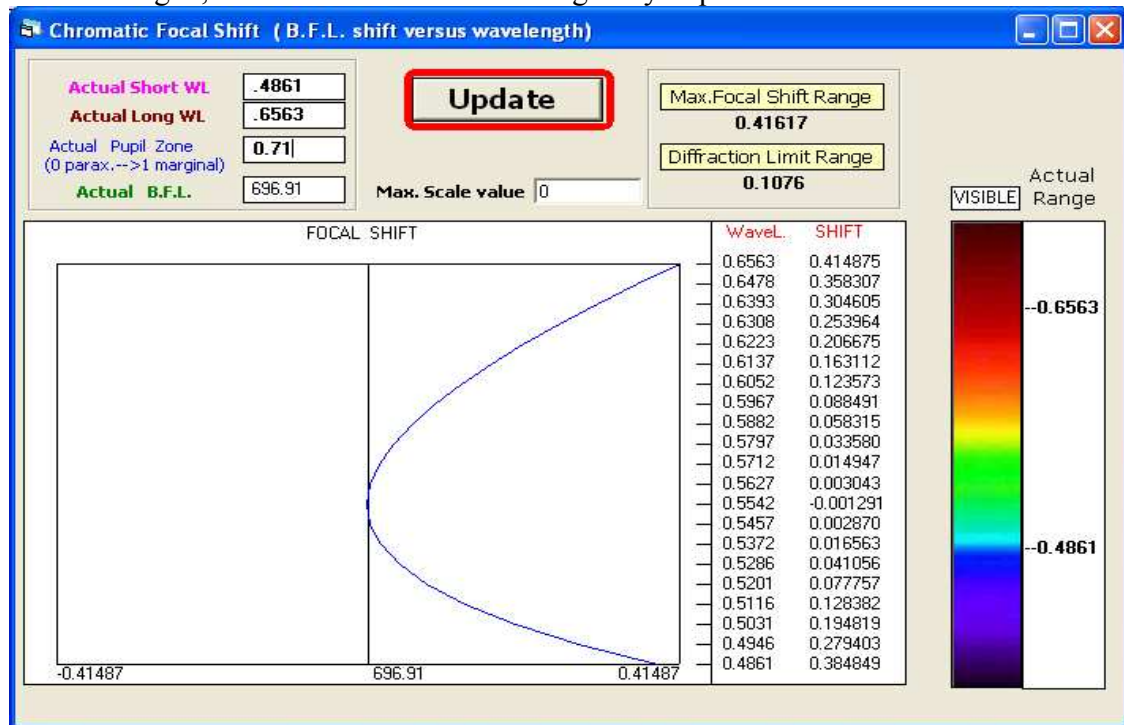 Chromatic Focal Shift ( B.F.L. shift versus wavelength)
Actual Short WL .4861
Actual Long WL .6563
Actual Pupil Zone 0.71
(0 parax.-->1 marginal)
Actual B.F.L. 696.91
Update
Max. Scale value 0
Max.Focal Shift Range
0.41617
Diffraction Limit Range
0.1076
FOCAL SHIFT
-0.41487 696.91 0.41487
WaveL. SHIFT
0.6563 0.414875
0.6478 0.358307
0.6393 0.304605
0.6308 0.253964
0.6223 0.206675
0.6137 0.163112
0.6052 0.123573
0.5967 0.088491
0.5882 0.058315
0.5797 0.033580
0.5712 0.014947
0.5627 0.003043
0.5542 -0.001291
0.5457 0.002870
0.5372 0.016563
0.5286 0.041056
0.5201 0.077757
0.5116 0.128382
0.5031 0.194819
0.4946 0.279403
0.4861 0.384849
VISIBLE
Actual
Range
--0.6563
--0.4861